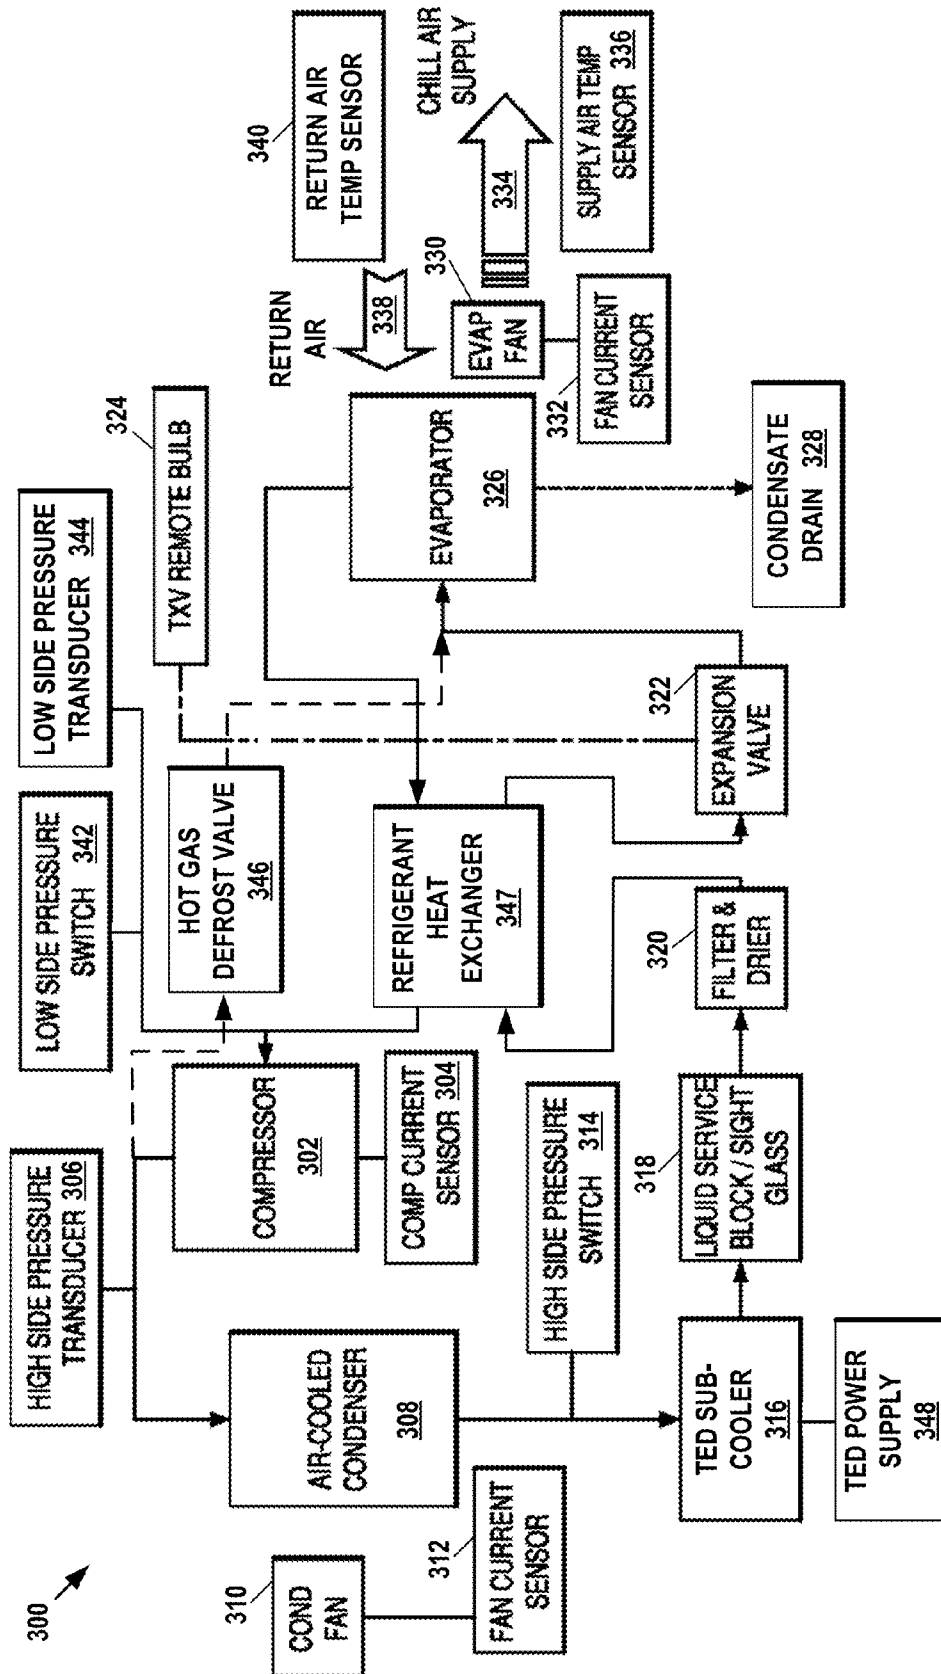 300
HIGH SIDE PRESSURE
TRANSDUCER 306
LOW SIDE PRESSURE
SWITCH 342
LOW SIDE PRESSURE
TRANSDUCER 344
324
TXV REMOTE BULB
340
RETURN AIR
TEMP SENSOR
RETURN
AIR
338
CHILL AIR
SUPPLY
334
SUPPLY AIR TEMP
SENSOR 336
330
EVAP
FAN
332
FAN CURRENT
SENSOR
310
COND
FAN
312
FAN CURRENT
SENSOR
AIR-COOLED
CONDENSER
308
COMPRESSOR
302
COMP CURRENT
SENSOR 304
HOT GAS
DEFROST VALVE
346
REFRIGERANT
HEAT
EXCHANGER
347
EVAPORATOR
326
CONDENSATE
DRAIN 328
HIGH SIDE PRESSURE
SWITCH 314
TED SUB-
COOLER
316
TED POWER
SUPPLY
348
318
LIQUID SERVICE
BLOCK / SIGHT
GLASS
320
FILTER &
DRIER
322
EXPANSION
VALVE